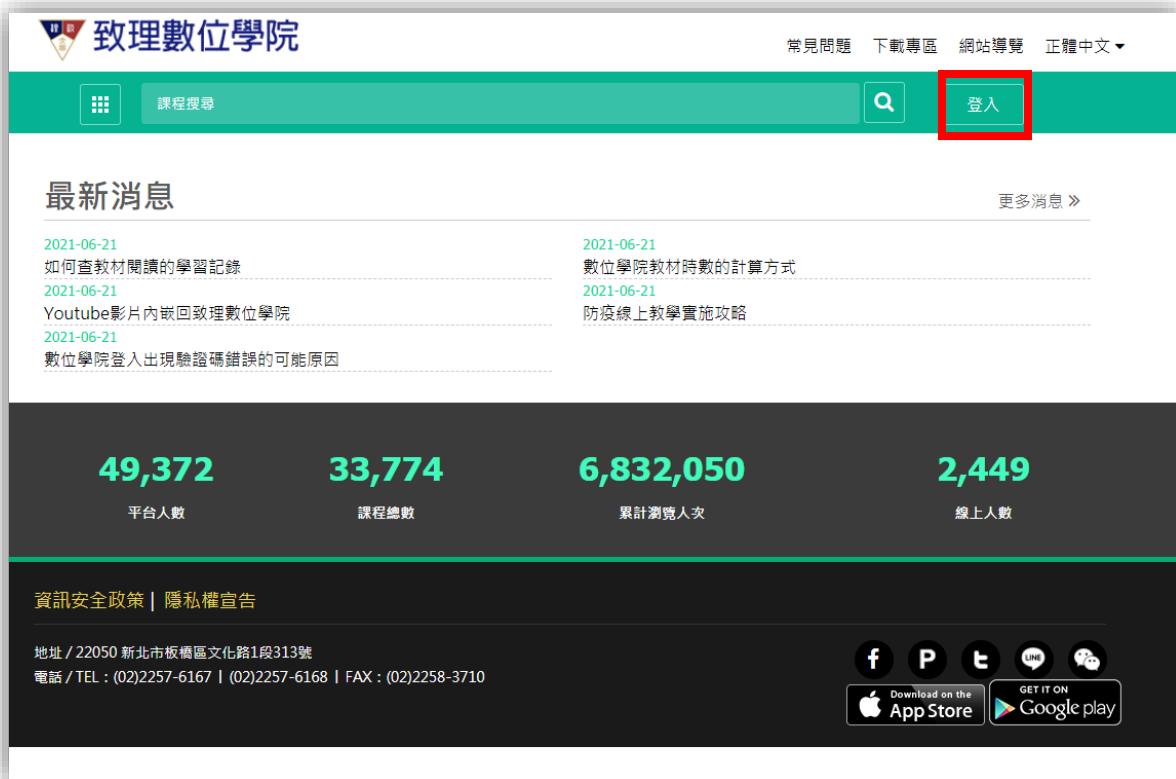 致理數位學院
常見問題 下載專區 網站導覽 正體中文
課程搜尋
登入
最新消息
更多消息
2021-06-21
如何查教材閱讀的學習記錄
2021-06-21
數位學院教材時數的計算方式
2021-06-21
Youtube影片內嵌回致理數位學院
2021-06-21
防疫線上教學實施攻略
2021-06-21
數位學院登入出現驗證碼錯誤的可能原因
49,372 33,774 6,832,050 2,449
平台人數 課程總數 累計瀏覽人次 線上人數
資訊安全政策 | 隱私權宣告
地址 / 22050 新北市板橋區文化路1段313號
電話 / TEL : (02)2257-6167 | (02)2257-6168 | FAX : (02)2258-3710
LINE
Download on the
App Store
GET IT ON
Google play